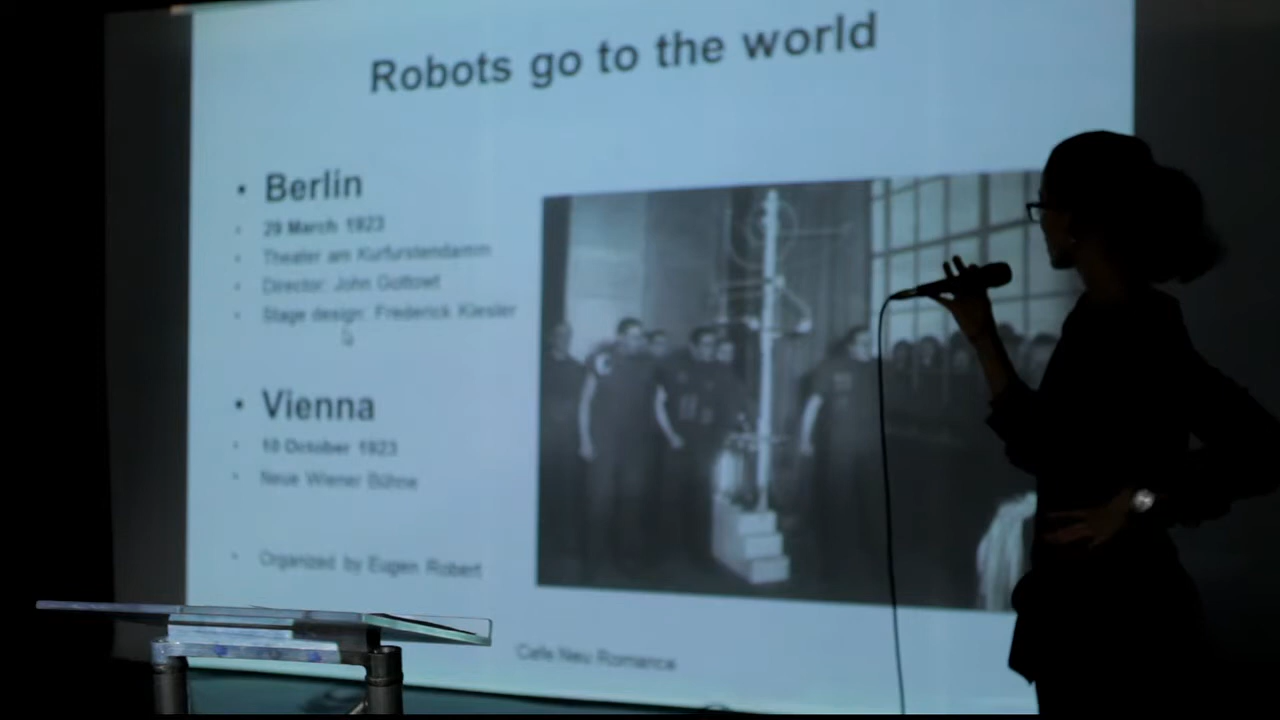 Robots go to the world
• Berlin
• 29 March 1923
• Theater am Kurfurstendamm
• Director: John Gottowt
• Stage design: Frederick Kiesler
• Vienna
• 10 October 1923
• Neue Wiener Bühne
• Organized by Eugen Robert
Cafe Neu Romance